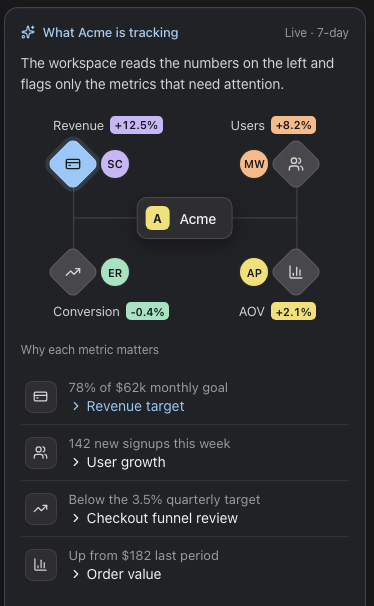 What Acme is tracking
Live · 7-day
The workspace reads the numbers on the left and
flags only the metrics that need attention.
Revenue +12.5%
Users +8.2%
SC
MW
A Acme
ER
AP
Conversion -0.4%
AOV +2.1%
Why each metric matters
78% of $62k monthly goal
Revenue target
142 new signups this week
User growth
Below the 3.5% quarterly target
Checkout funnel review
Up from $182 last period
Order value